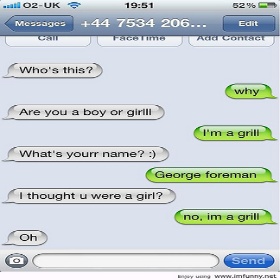 O2-UK 19:51 52%
Messages +44 7534 206... Edit
Call FaceTime Add Contact
Who's this?
why
Are you a boy or girlll
I'm a grill
What's yourr name? :)
George foreman
I thought u were a girl?
no, im a grill
Oh
Send
Enjoy using www.imfunny.net